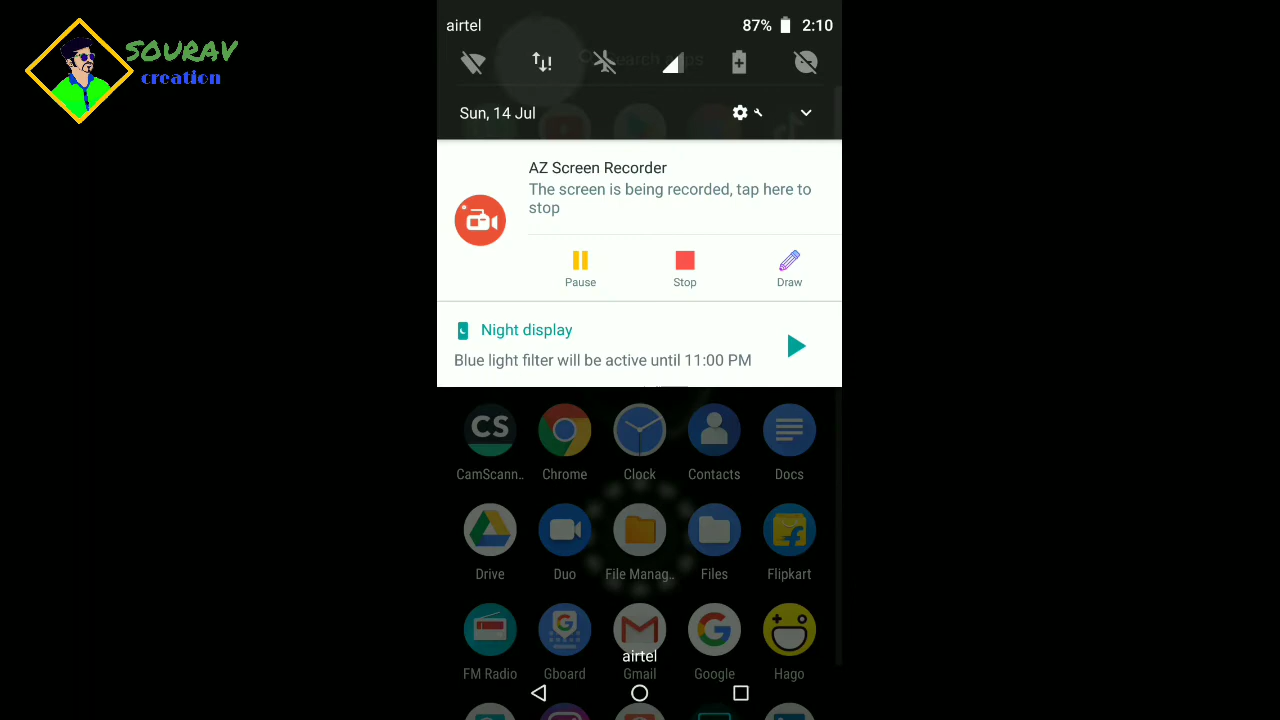 SOURAV
creation
airtel
87%
2:10
Sun, 14 Jul
AZ Screen Recorder
The screen is being recorded, tap here to
stop
Pause
Stop
Draw
Night display
Blue light filter will be active until 11:00 PM
CS
CamScann..
Chrome
Clock
Contacts
Docs
Drive
Duo
File Manag..
Files
Flipkart
airtel
FM Radio
Gboard
Gmail
Google
Hago